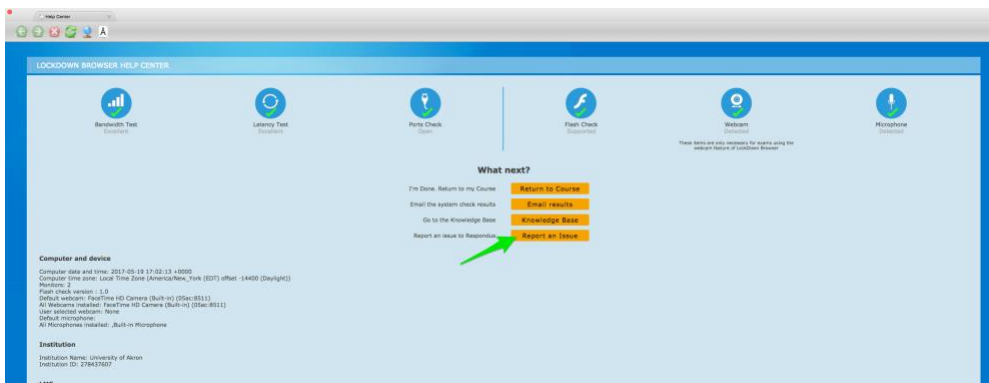 Help Center
A
LOCKDOWN BROWSER HELP CENTER
Bandwidth Test
Excellent
Latency Test
Excellent
Ports Check
Open
Flash Check
Supported
Webcam
Detected
These items are only necessary for exams using the
webcam feature of LockDown Browser
Microphone
Detected
What next?
I'm Done. Return to my Course Return to Course
Email the system check results Email results
Go to the Knowledge Base Knowledge Base
Report an issue to Respondus Report an Issue
Computer and device
Computer date and time: 2017-05-19 17:02:13 +0000
Computer time zone: Local Time Zone (America/New_York (EDT) offset -14400 (Daylight))
Monitors: 2
Flash check version : 1.0
Default webcam: FaceTime HD Camera (Built-in) (05ac:8511)
All Webcams installed: FaceTime HD Camera (Built-in) (05ac:8511)
User selected webcam: None
Default microphone:
All Microphones installed: ,Built-in Microphone
Institution
Institution Name: University of Akron
Institution ID: 278437607